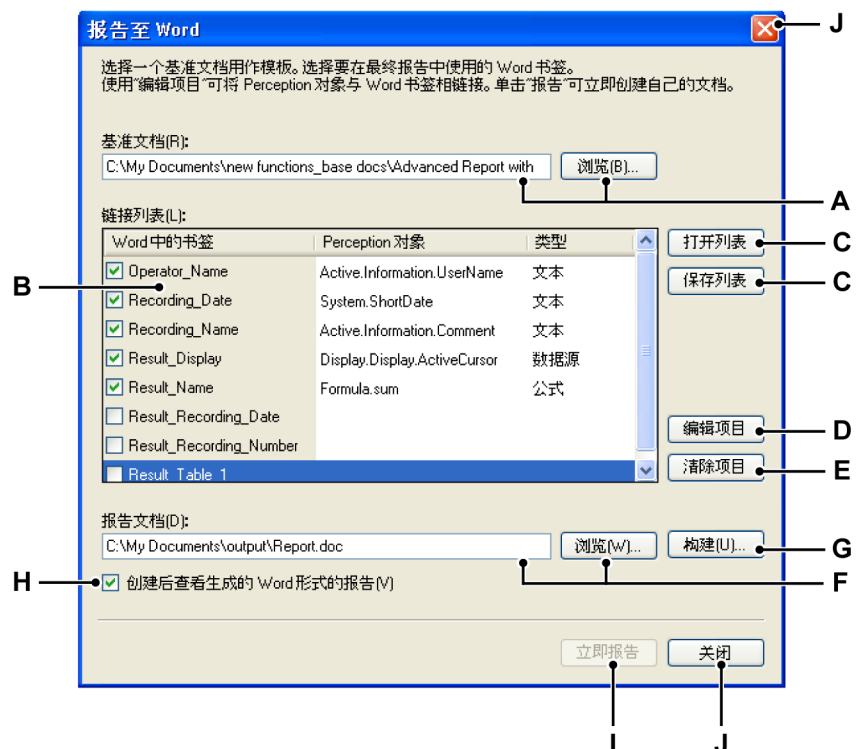 报告至 Word
J
选择一个基准文档用作模板。选择要在最终报告中使用的 Word 书签。
使用"编辑项目"可将 Perception 对象与 Word 书签相链接。单击"报告"可立即创建自己的文档。
基准文档(R):
C:\My Documents\new functions_base docs\Advanced Report with
浏览(B)...
A
链接列表(L):
Word 中的书签 Perception 对象 类型
打开列表
C
B
Operator_Name Active.Information.UserName 文本
保存列表
C
Recording_Date System.ShortDate 文本
Recording_Name Active.Information.Comment 文本
Result_Display Display.Display.ActiveCursor 数据源
Result_Name Formula.sum 公式
Result_Recording_Date
编辑项目
D
Result_Recording_Number
清除项目
E
Result_Table_1
报告文档(D):
C:\My Documents\output\Report.doc
浏览(W)...
构建(U)...
G
F
H
创建后查看生成的 Word 形式的报告(V)
立即报告
关闭
I
J